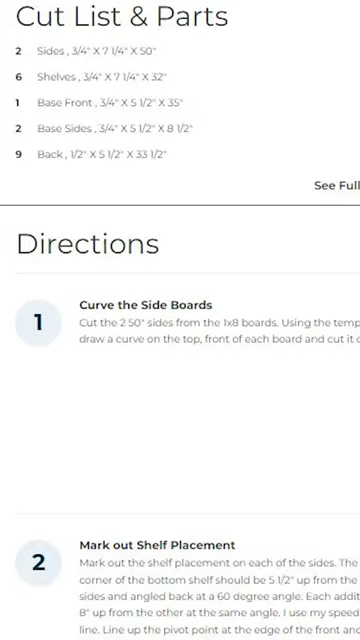 Cut List & Parts
2 Sides , 3/4" X 7 1/4" X 50"
6 Shelves , 3/4" X 7 1/4" X 32"
1 Base Front , 3/4" X 5 1/2" X 35"
2 Base Sides , 3/4" X 5 1/2" X 8 1/2"
9 Back , 1/2" X 5 1/2" X 33 1/2"
See Full
Directions
1
Curve the Side Boards
Cut the 2 50" sides from the 1x8 boards. Using the temp
draw a curve on the top, front of each board and cut it
2
Mark out Shelf Placement
Mark out the shelf placement on each of the sides. The
corner of the bottom shelf should be 5 1/2" up from the
sides and angled back at a 60 degree angle. Each addit
8" up from the other at the same angle. I use my speed
line. Line up the pivot point at the edge of the front and